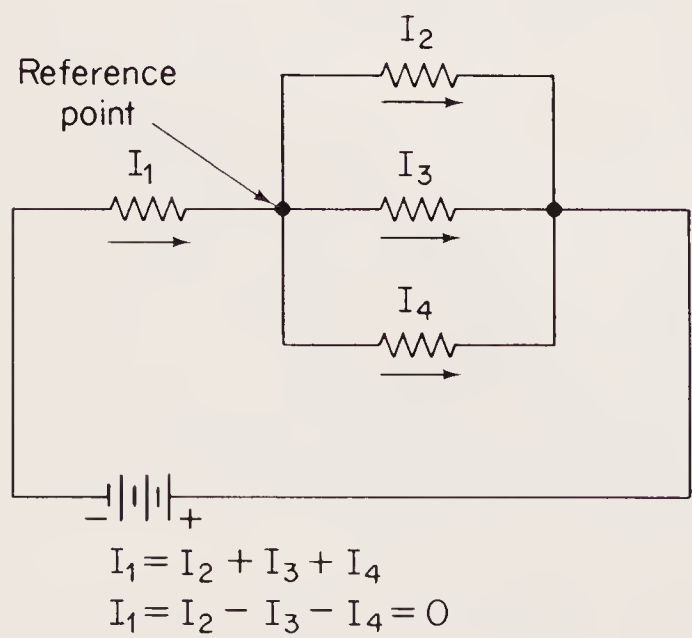 I₂
Reference
point
I₁
I₃
I₄
− +
I₁ = I₂ + I₃ + I₄
I₁ = I₂ − I₃ − I₄ = 0